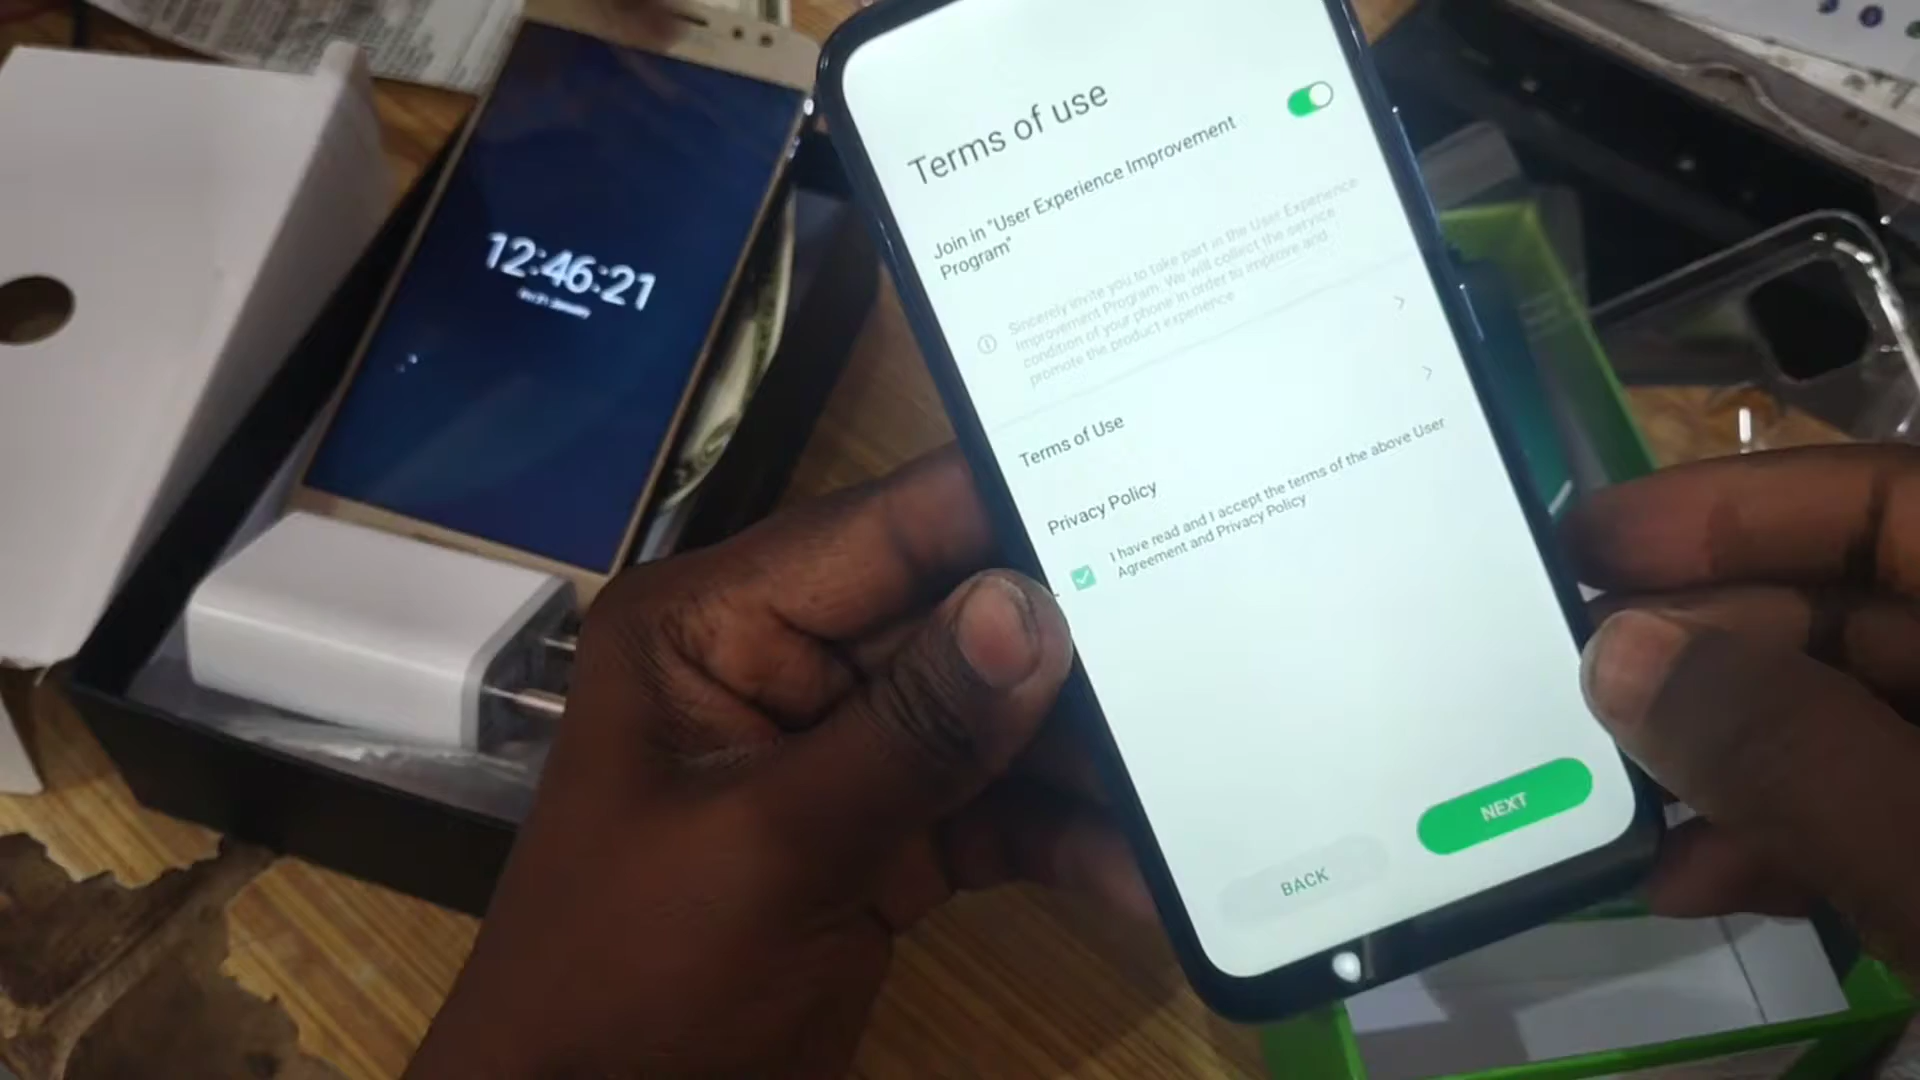 12:46:21
Terms of use
Join in "User Experience Improvement
Program"
Sincerely invite you to take part in the User Experience
Improvement Program. We will collect the service
condition of your phone in order to improve and
promote the product experience
Terms of Use
Privacy Policy
I have read and I accept the terms of the above User
Agreement and Privacy Policy
BACK
NEXT